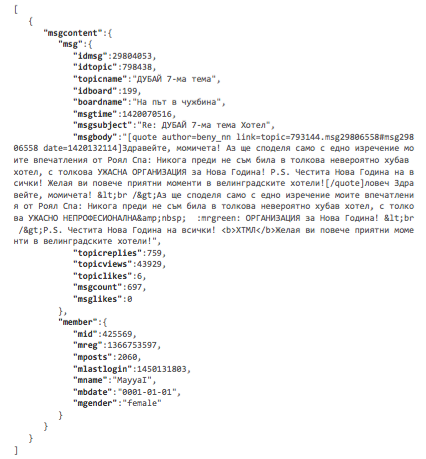 [
{
"msgcontent":{
"msg":{
"idmsg":29804053,
"idtopic":798438,
"topicname":"ДУБАЙ 7-ма тема",
"idboard":199,
"boardname":"На път в чужбина",
"msgtime":1420070516,
"msgsubject":"Re: ДУБАЙ 7-ма тема Хотел",
"msgbody":"[quote author=beny_nn link=topic=793144.msg29806558#msg298
06558 date=1420132114]Здравейте, момичета! Аз ще споделя само с едно изречение мо
ите впечатления от Роял Спа: Никога преди не съм била в толкова невероятно хубав
хотел, с толкова УЖАСНА ОРГАНИЗАЦИЯ за Нова Година! P.S. Честита Нова Година на в
сички! Желая ви повече приятни моменти в велинградските хотели![/quote]ловеч Здра
вейте, момичета! &lt;br /&gt;Аз ще споделя само с едно изречение моите впечатлени
я от Роял Спа: Никога преди не съм била в толкова невероятно хубав хотел, с толко
ва УЖАСНО НЕПРОФЕСИОНАЛНА&amp;nbsp;  :mrgreen: ОРГАНИЗАЦИЯ за Нова Година! &lt;br
/&gt;P.S. Честита Нова Година на всички! <b>ХТМЛ</b>Желая ви повече приятни моме
нти в велинградските хотели!",
"topicreplies":759,
"topicviews":43929,
"topiclikes":6,
"msgcount":697,
"msglikes":0
},
"member":{
"mid":425569,
"mreg":1366753597,
"mposts":2060,
"mlastlogin":1450131803,
"mname":"MayyaI",
"mbdate":"0001-01-01",
"mgender":"female"
}
}
}
]